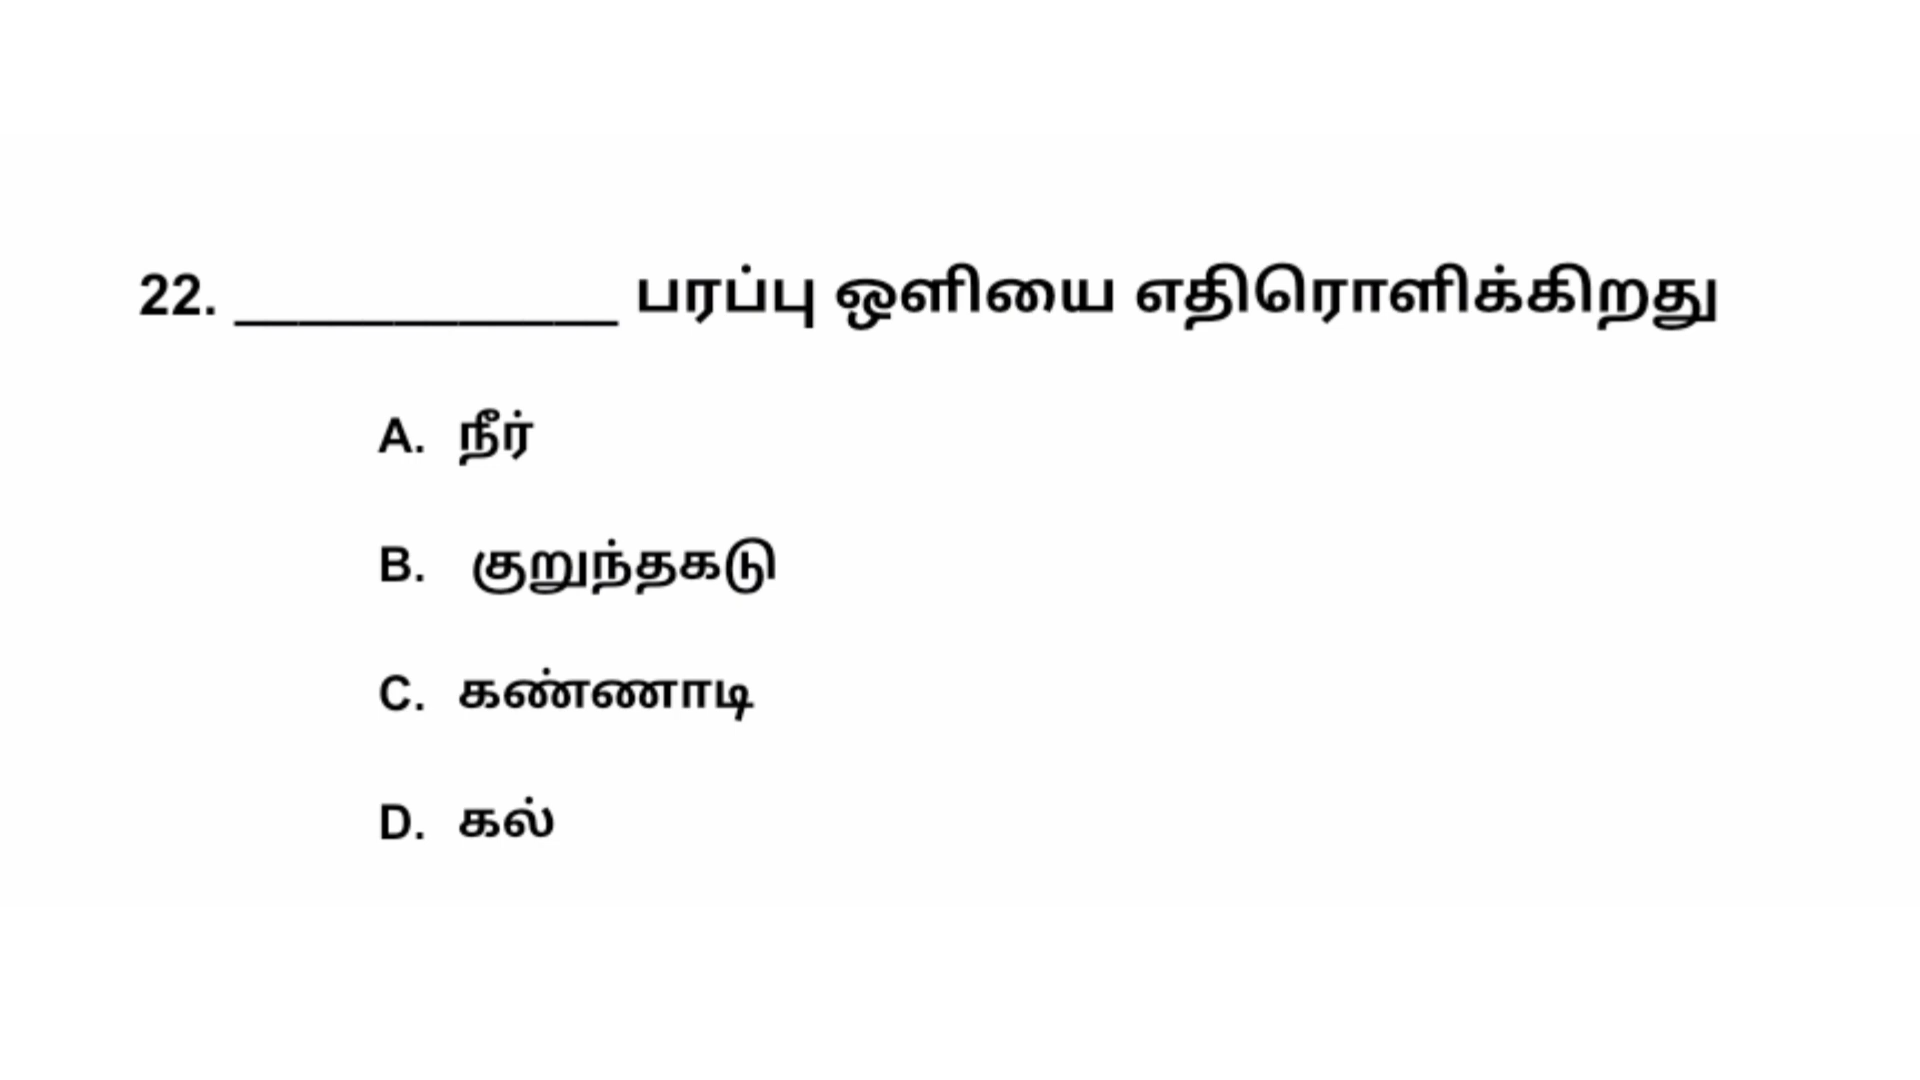 22. ____________ பரப்பு ஒளியை எதிரொளிக்கிறது
A. நீர்
B. குறுந்தகடு
C. கண்ணாடி
D. கல்